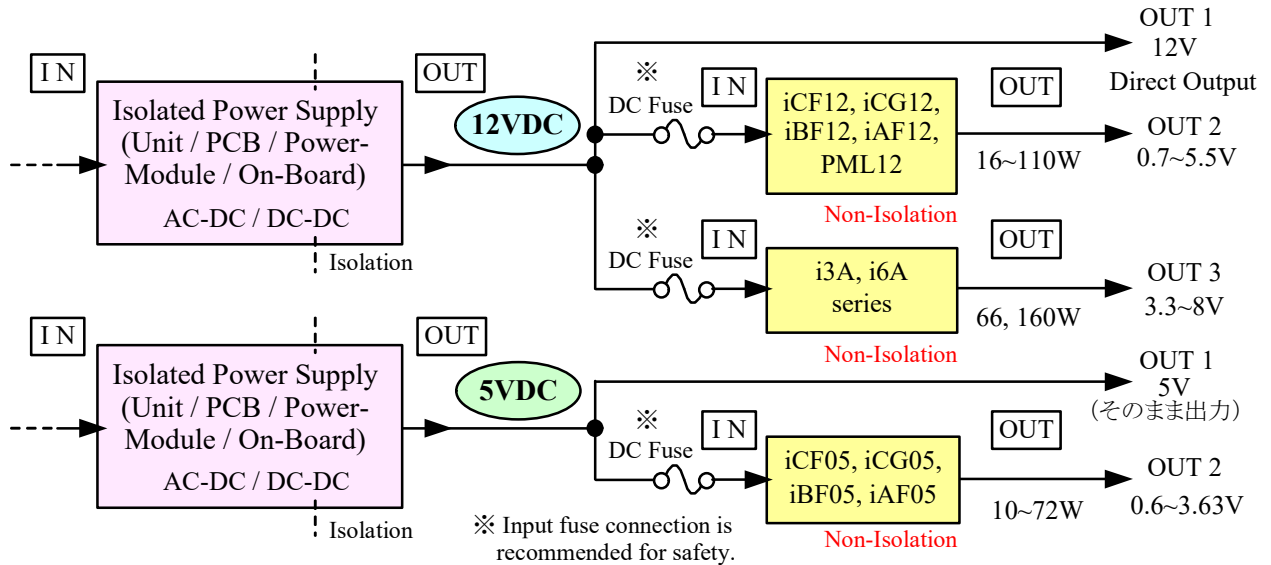 I N
Isolated Power Supply
(Unit / PCB / Power-
Module / On-Board)
AC-DC / DC-DC
Isolation
OUT
12VDC
OUT 1
12V
Direct Output
※
DC Fuse
I N
iCF12, iCG12,
iBF12, iAF12,
PML12
Non-Isolation
OUT
16~110W
OUT 2
0.7~5.5V
※
DC Fuse
I N
i3A, i6A
series
Non-Isolation
OUT
66, 160W
OUT 3
3.3~8V
I N
Isolated Power Supply
(Unit / PCB / Power-
Module / On-Board)
AC-DC / DC-DC
Isolation
OUT
5VDC
OUT 1
5V
（そのまま出力）
※
DC Fuse
I N
iCF05, iCG05,
iBF05, iAF05
Non-Isolation
OUT
10~72W
OUT 2
0.6~3.63V
※ Input fuse connection is
recommended for safety.